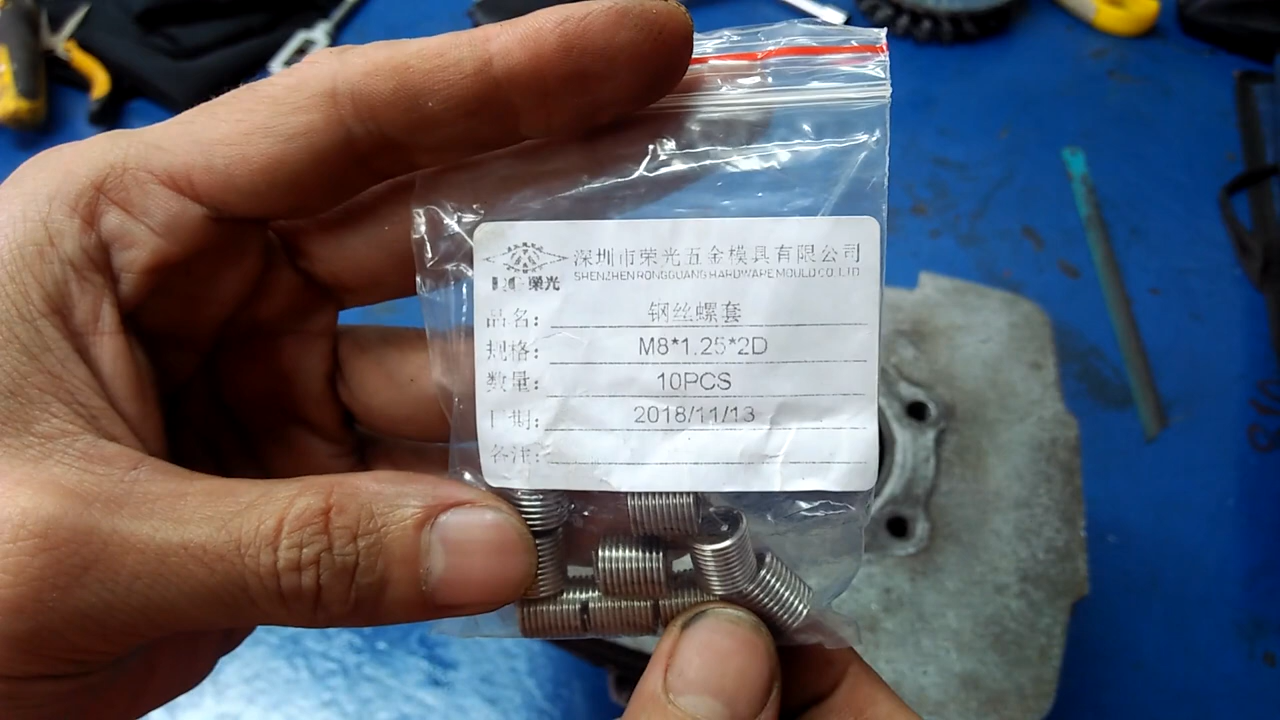 深圳市荣光五金模具有限公司
SHENZHEN RONGGUANG HARDWARE MOULD CO.LTD
榮光
品名: 钢丝螺套
规格: M8*1.25*2D
数量: 10PCS
日期: 2018/11/13
备注: